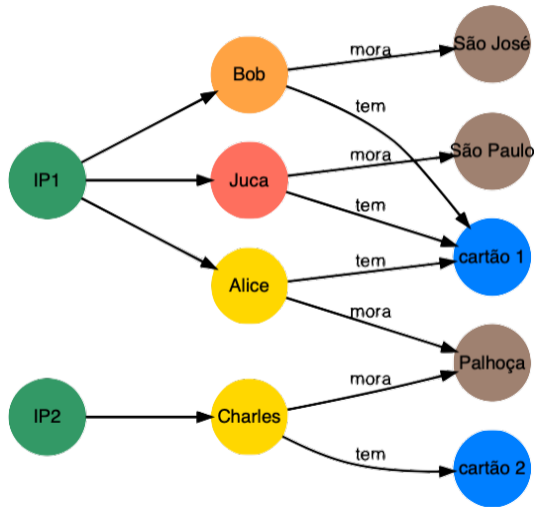 São José
mora
Bob
tem
São Paulo
mora
IP1
Juca
tem
cartão 1
tem
Alice
mora
Palhoça
mora
IP2
Charles
tem
cartão 2